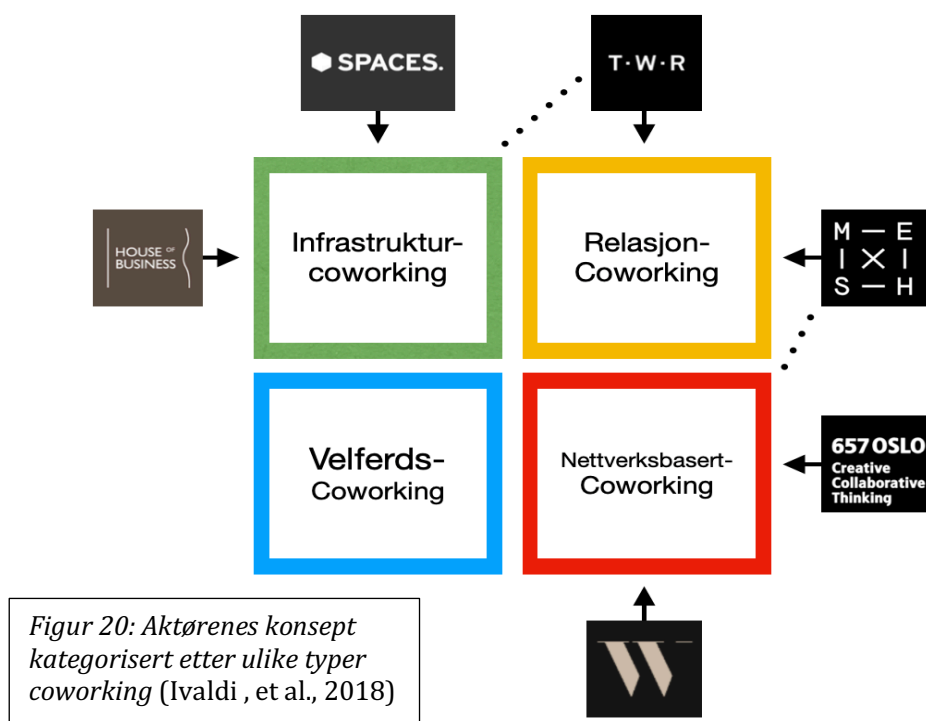 SPACES.
T·W·R
HOUSE OF
BUSINESS
Infrastruktur-
coworking
Relasjon-
Coworking
M — E
I X I
S — H
Velferds-
Coworking
Nettverksbasert-
Coworking
657 OSLO
Creative
Collaborative
Thinking
Figur 20: Aktørenes konsept
kategorisert etter ulike typer
coworking (Ivaldi , et al., 2018)
W